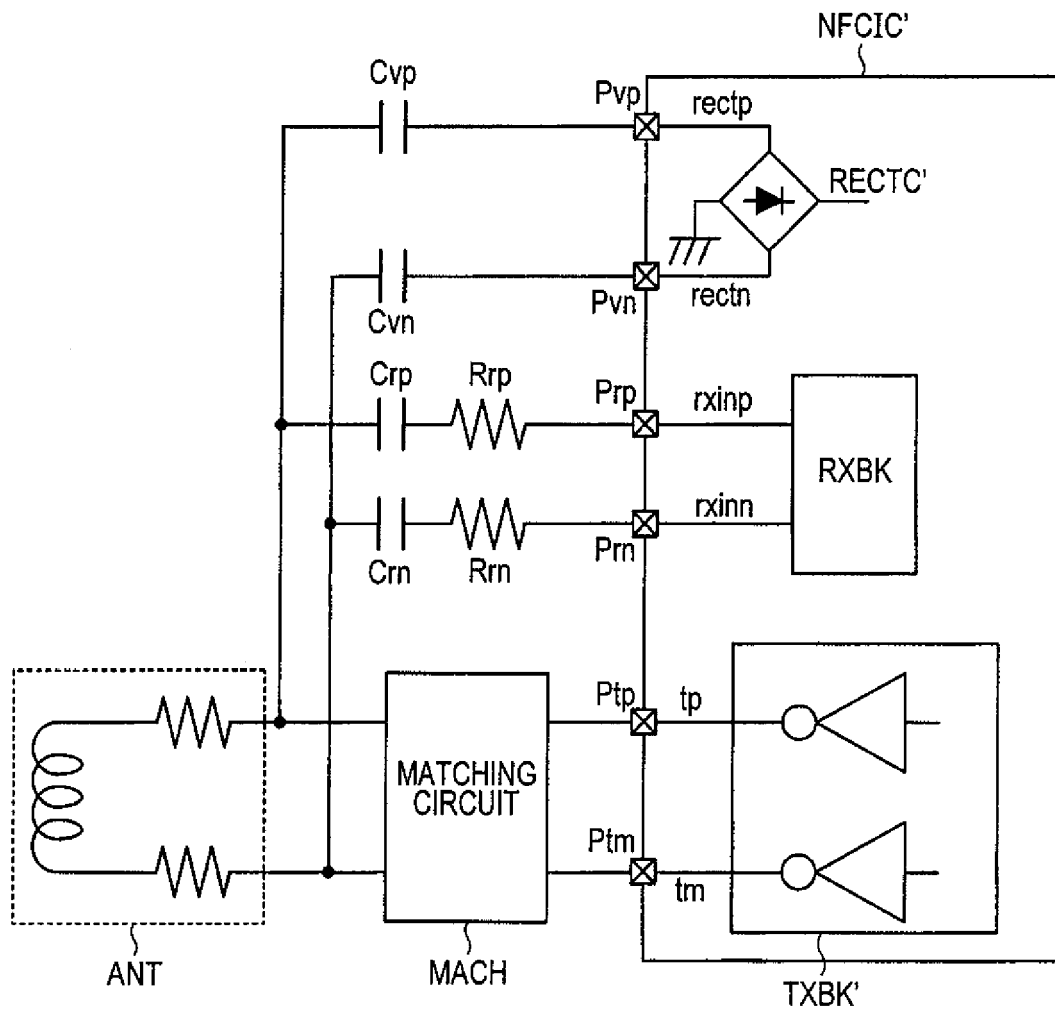 NFCIC'
Cvp
Pvp
rectp
RECTC'
Cvn
Pvn
rectn
Crp
Rrp
Prp
rxinp
RXBK
rxinn
Crn
Rrn
Prn
Ptp
tp
MATCHING
CIRCUIT
Ptm
tm
ANT
MACH
TXBK'